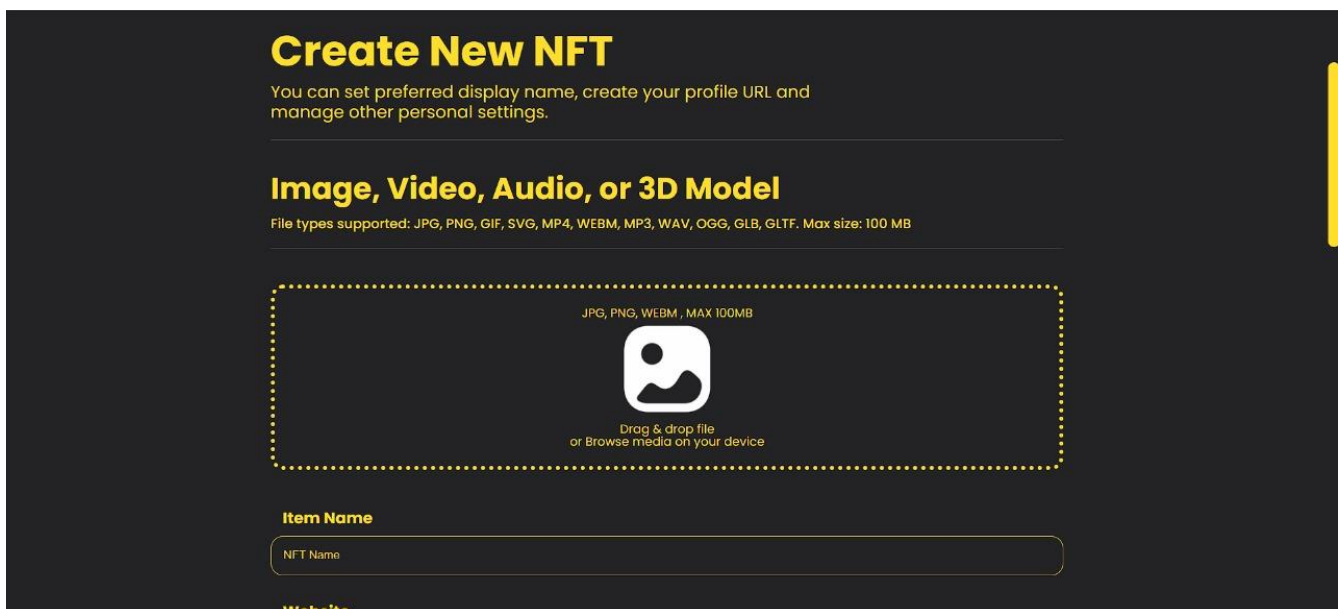 Create New NFT
You can set preferred display name, create your profile URL and
manage other personal settings.
Image, Video, Audio, or 3D Model
File types supported: JPG, PNG, GIF, SVG, MP4, WEBM, MP3, WAV, OGG, GLB, GLTF. Max size: 100 MB
JPG, PNG, WEBM , MAX 100MB
Drag & drop file
or Browse media on your device
Item Name
NFT Name
Website